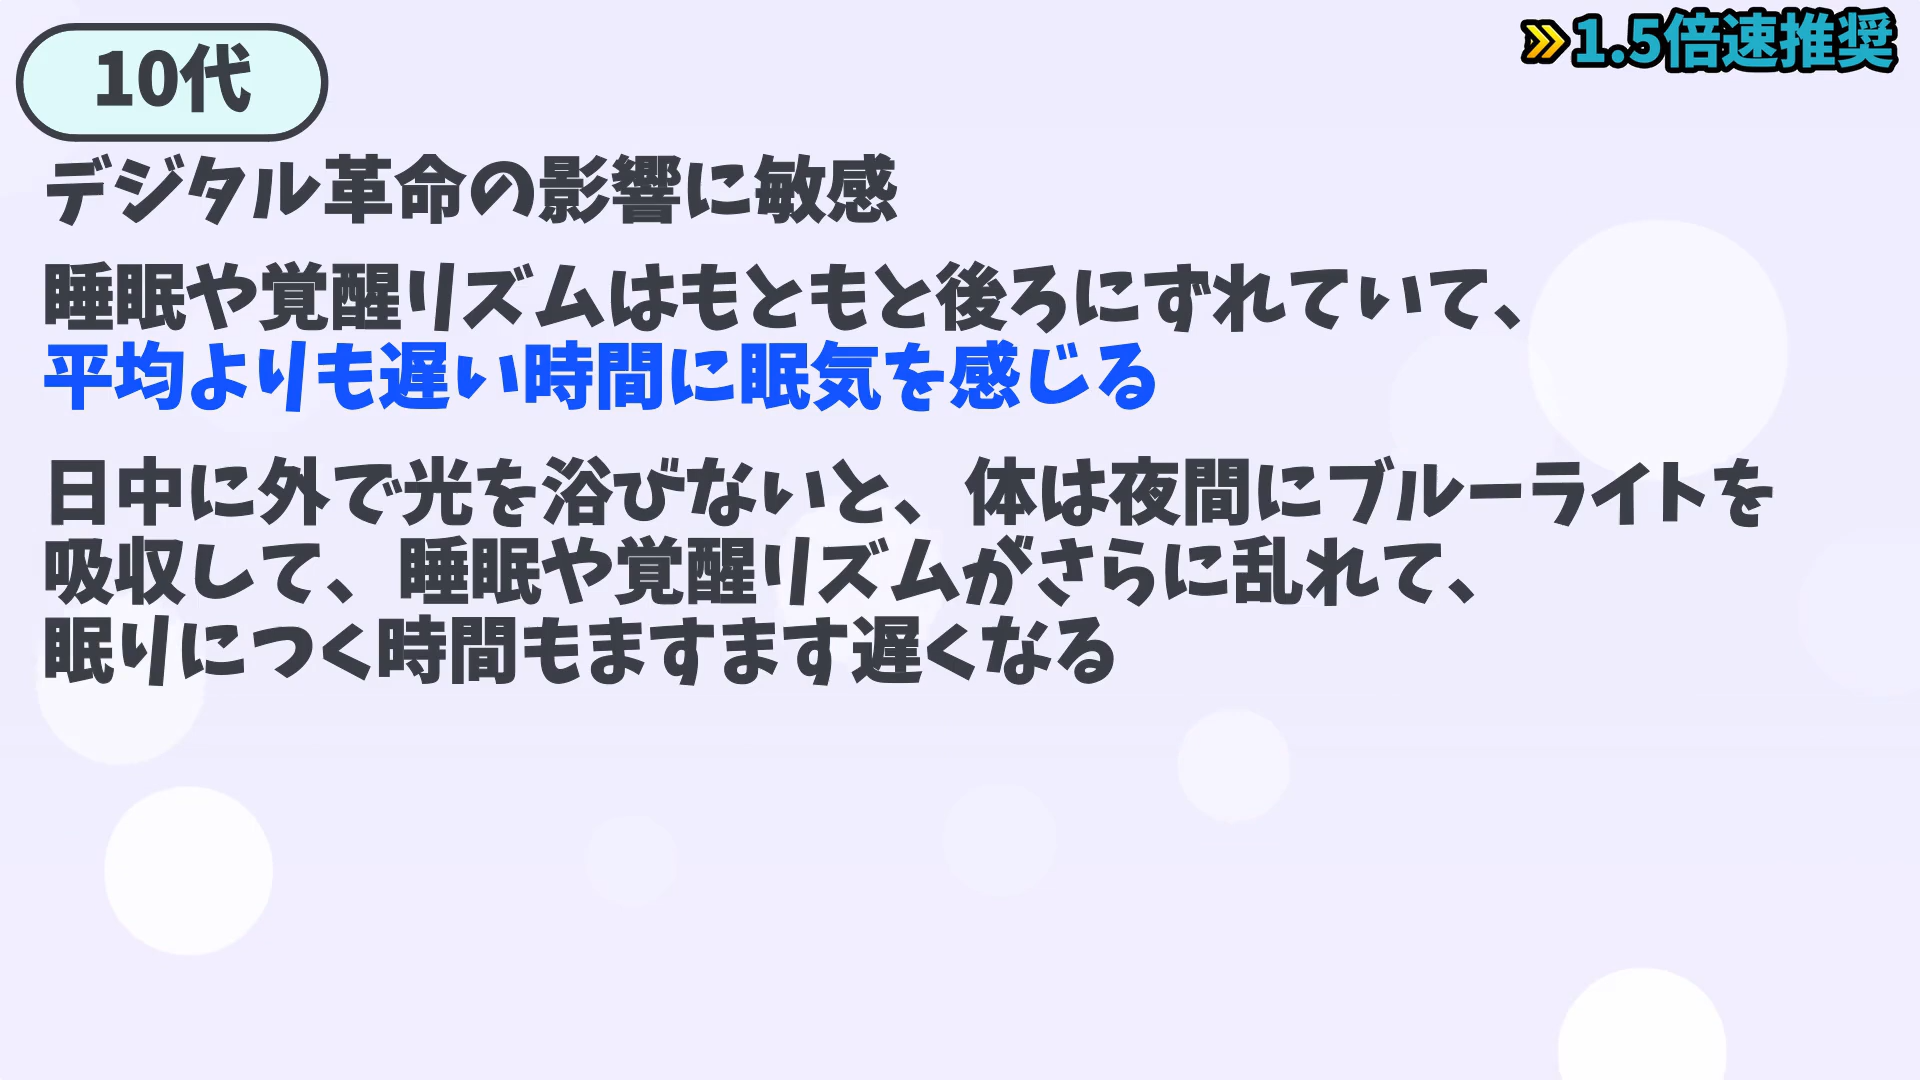 10代
1.5倍速推奨
デジタル革命の影響に敏感
睡眠や覚醒リズムはもともと後ろにずれていて、
平均よりも遅い時間に眠気を感じる
日中に外で光を浴びないと、体は夜間にブルーライトを
吸収して、睡眠や覚醒リズムがさらに乱れて、
眠りにつく時間もますます遅くなる